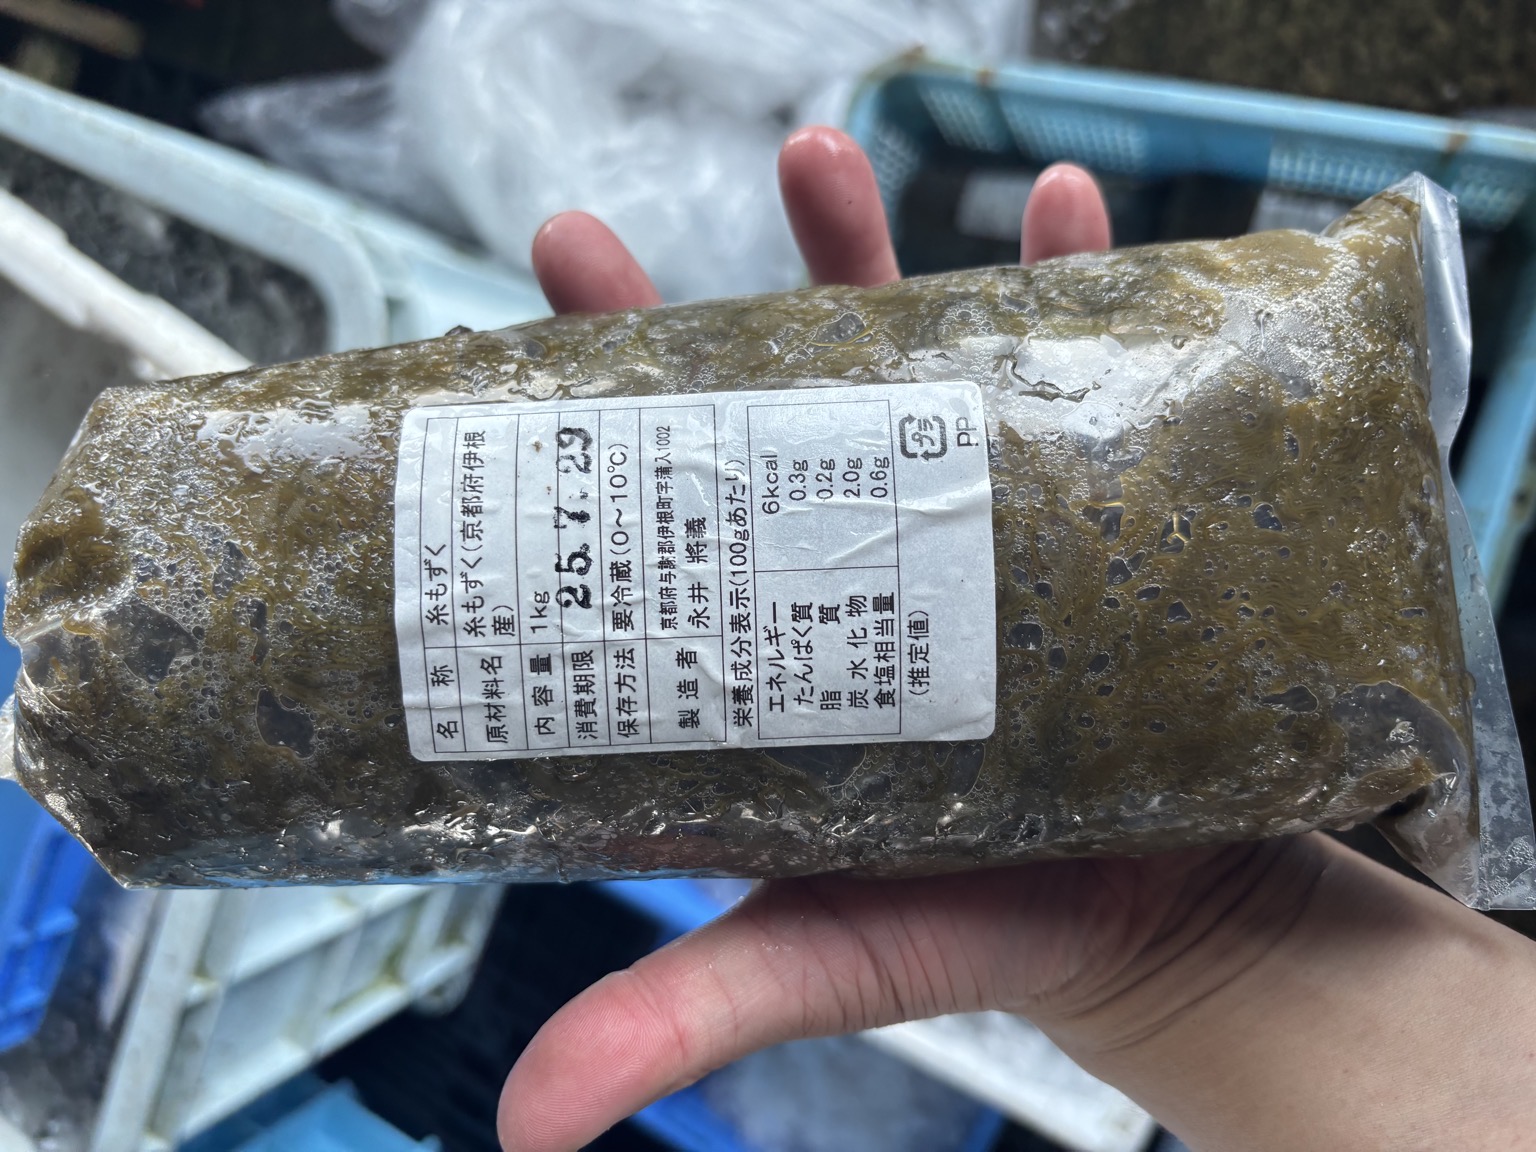 名称 糸もずく
原材料名 糸もずく(京都府伊根
産)
内容量 1kg
消費期限 25.7.29
保存方法 要冷蔵(0〜10℃)
製造者 京都府与謝郡伊根町字蒲入1002
永井 將義
栄養成分表示(100gあたり)
エネルギー 6kcal
たんぱく質 0.3g
脂質 0.2g
炭水化物 2.0g
食塩相当量 0.6g
(推定値)
プラ
PP